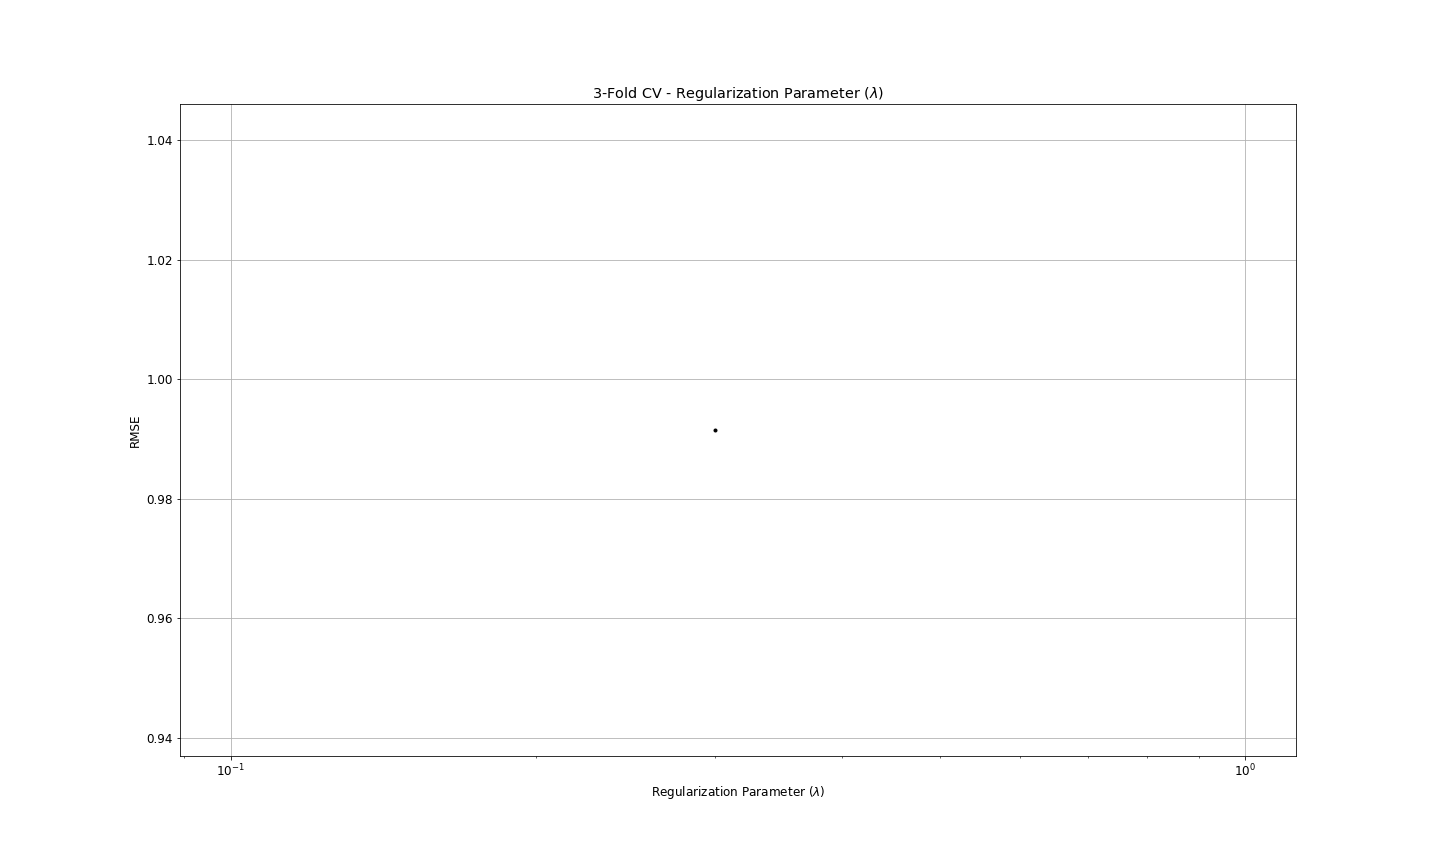 3-Fold CV - Regularization Parameter (λ)
1.04
1.02
1.00
0.98
0.96
0.94
RMSE
10⁻¹
10⁰
Regularization Parameter (λ)